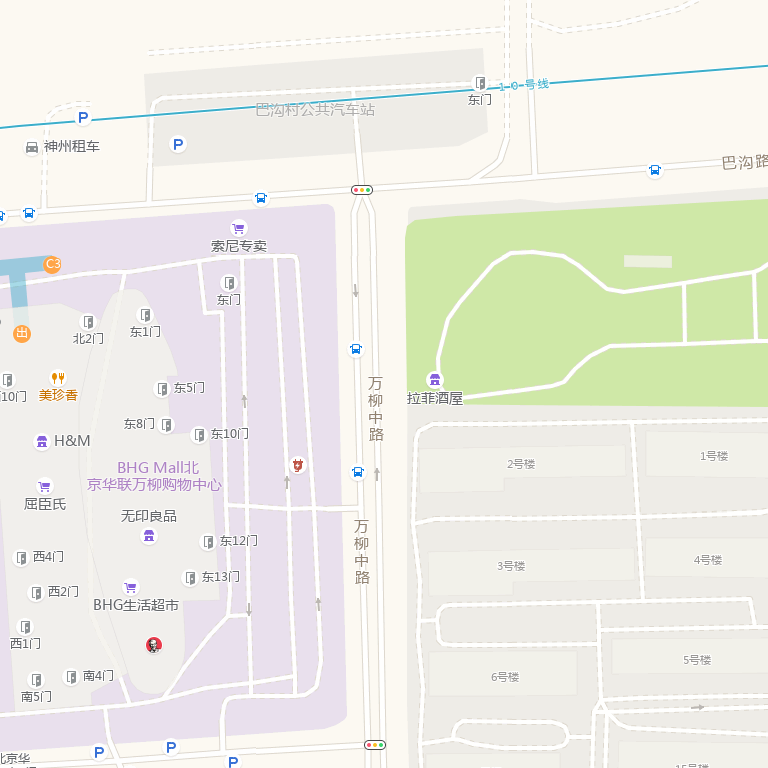 10号线
东门
巴沟村公共汽车站
P
P
神州租车
巴沟路
索尼专卖
C3
东门
出
北2门
东1门
东5门
美珍香
10门
拉菲酒屋
万柳中路
东8门
东10门
H&M
BHG Mall北
京华联万柳购物中心
1号楼
2号楼
屈臣氏
无印良品
万柳中路
东12门
西4门
4号楼
3号楼
东13门
西2门
BHG生活超市
西1门
5号楼
南4门
6号楼
南5门
P
P
P
北京华